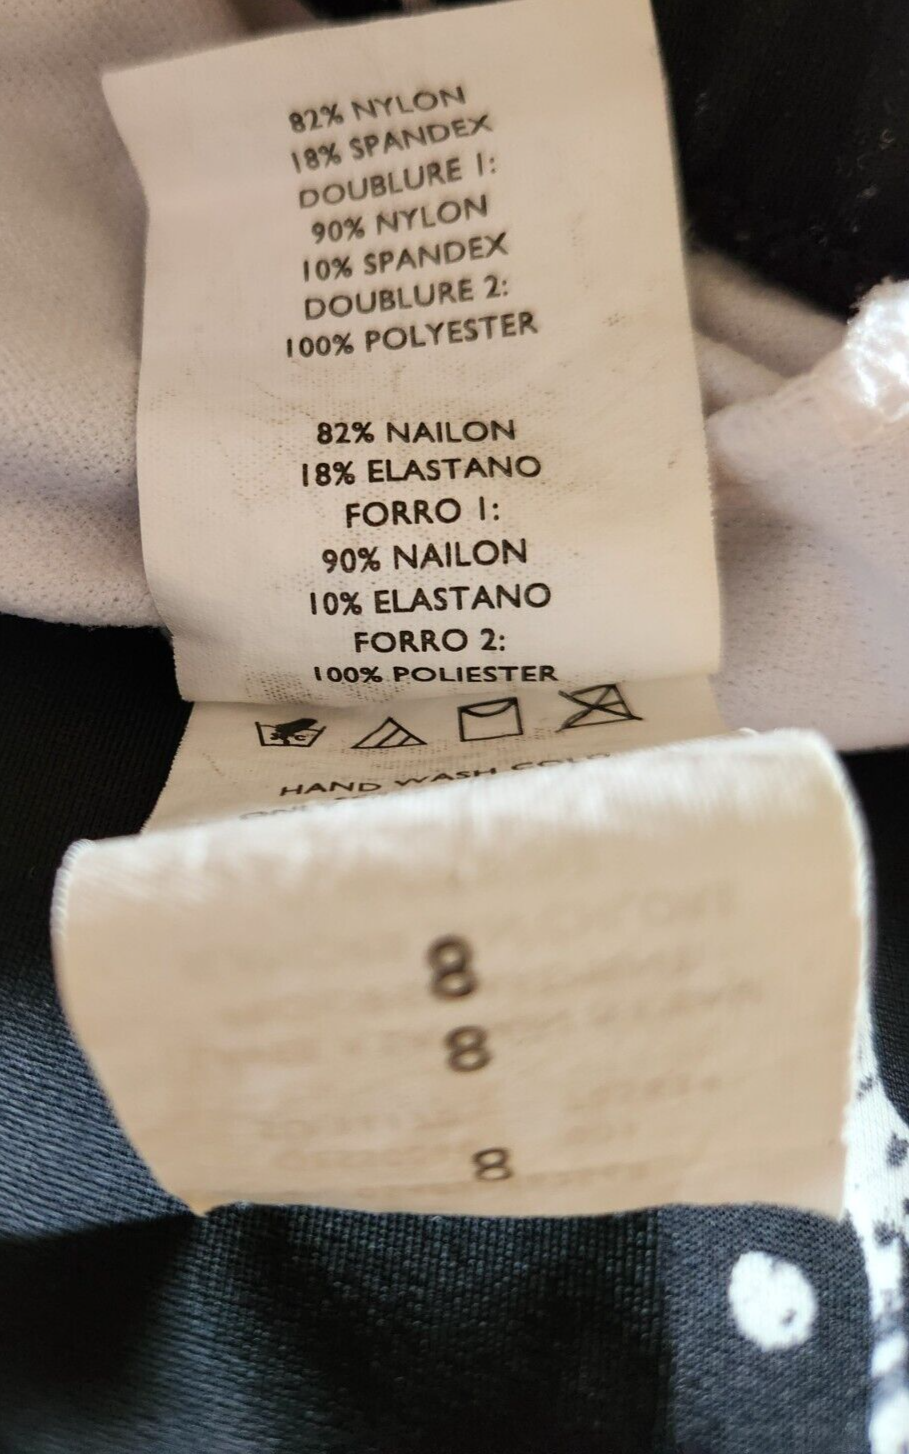 82% NYLON
18% SPANDEX
DOUBLURE 1:
90% NYLON
10% SPANDEX
DOUBLURE 2:
100% POLYESTER
82% NAILON
18% ELASTANO
FORRO 1:
90% NAILON
10% ELASTANO
FORRO 2:
100% POLIESTER
HAND WASH COLD
8
8
8